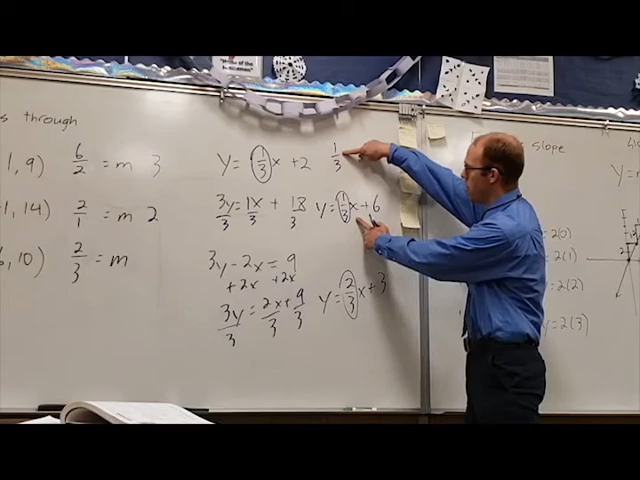 through
1, 9) 6/2 = m 3
1, 14) 2/1 = m 2
, 10) 2/3 = m
y = 1/3 x + 2 1/3
3y/3 = 1x/3 + 18/3 y = 1/3 x + 6
3y - 2x = 9
+ 2x + 2x
3y/3 = 2x/3 + 9/3 y = 2/3 x + 3
slope
2(0)
2(1)
2(2)
y = 2(3)